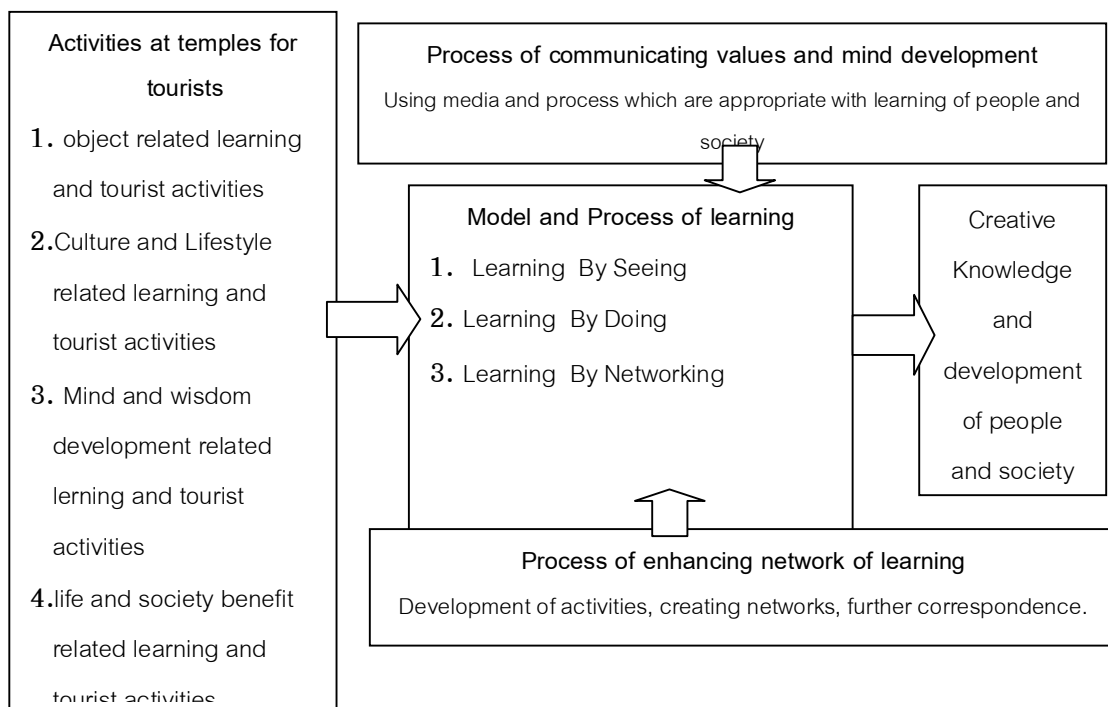 Activities at temples for
tourists
1. object related learning
and tourist activities
2.Culture and Lifestyle
related learning and
tourist activities
3. Mind and wisdom
development related
lerning and tourist
activities
4.life and society benefit
related learning and
tourist activities
Process of communicating values and mind development
Using media and process which are appropriate with learning of people and
society
Model and Process of learning
1. Learning By Seeing
2. Learning By Doing
3. Learning By Networking
Process of enhancing network of learning
Development of activities, creating networks, further correspondence.
Creative
Knowledge
and
development
of people
and society